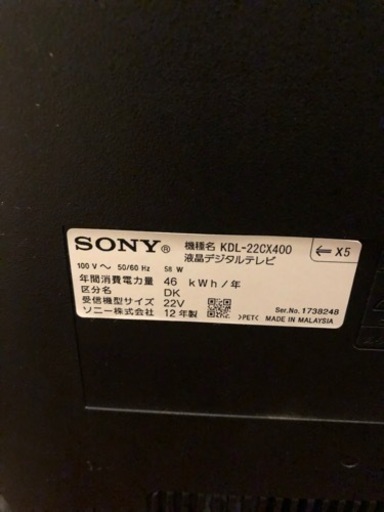 SONY®
機種名 KDL-22CX400
液晶デジタルテレビ
⇐ X5
100 V ～ 50/60 Hz 58 W
年間消費電力量 46 kWh/年
区分名 DK
受信機型サイズ 22V
ソニー株式会社 12年製
Ser.No. 1738248
>PET< MADE IN MALAYSIA